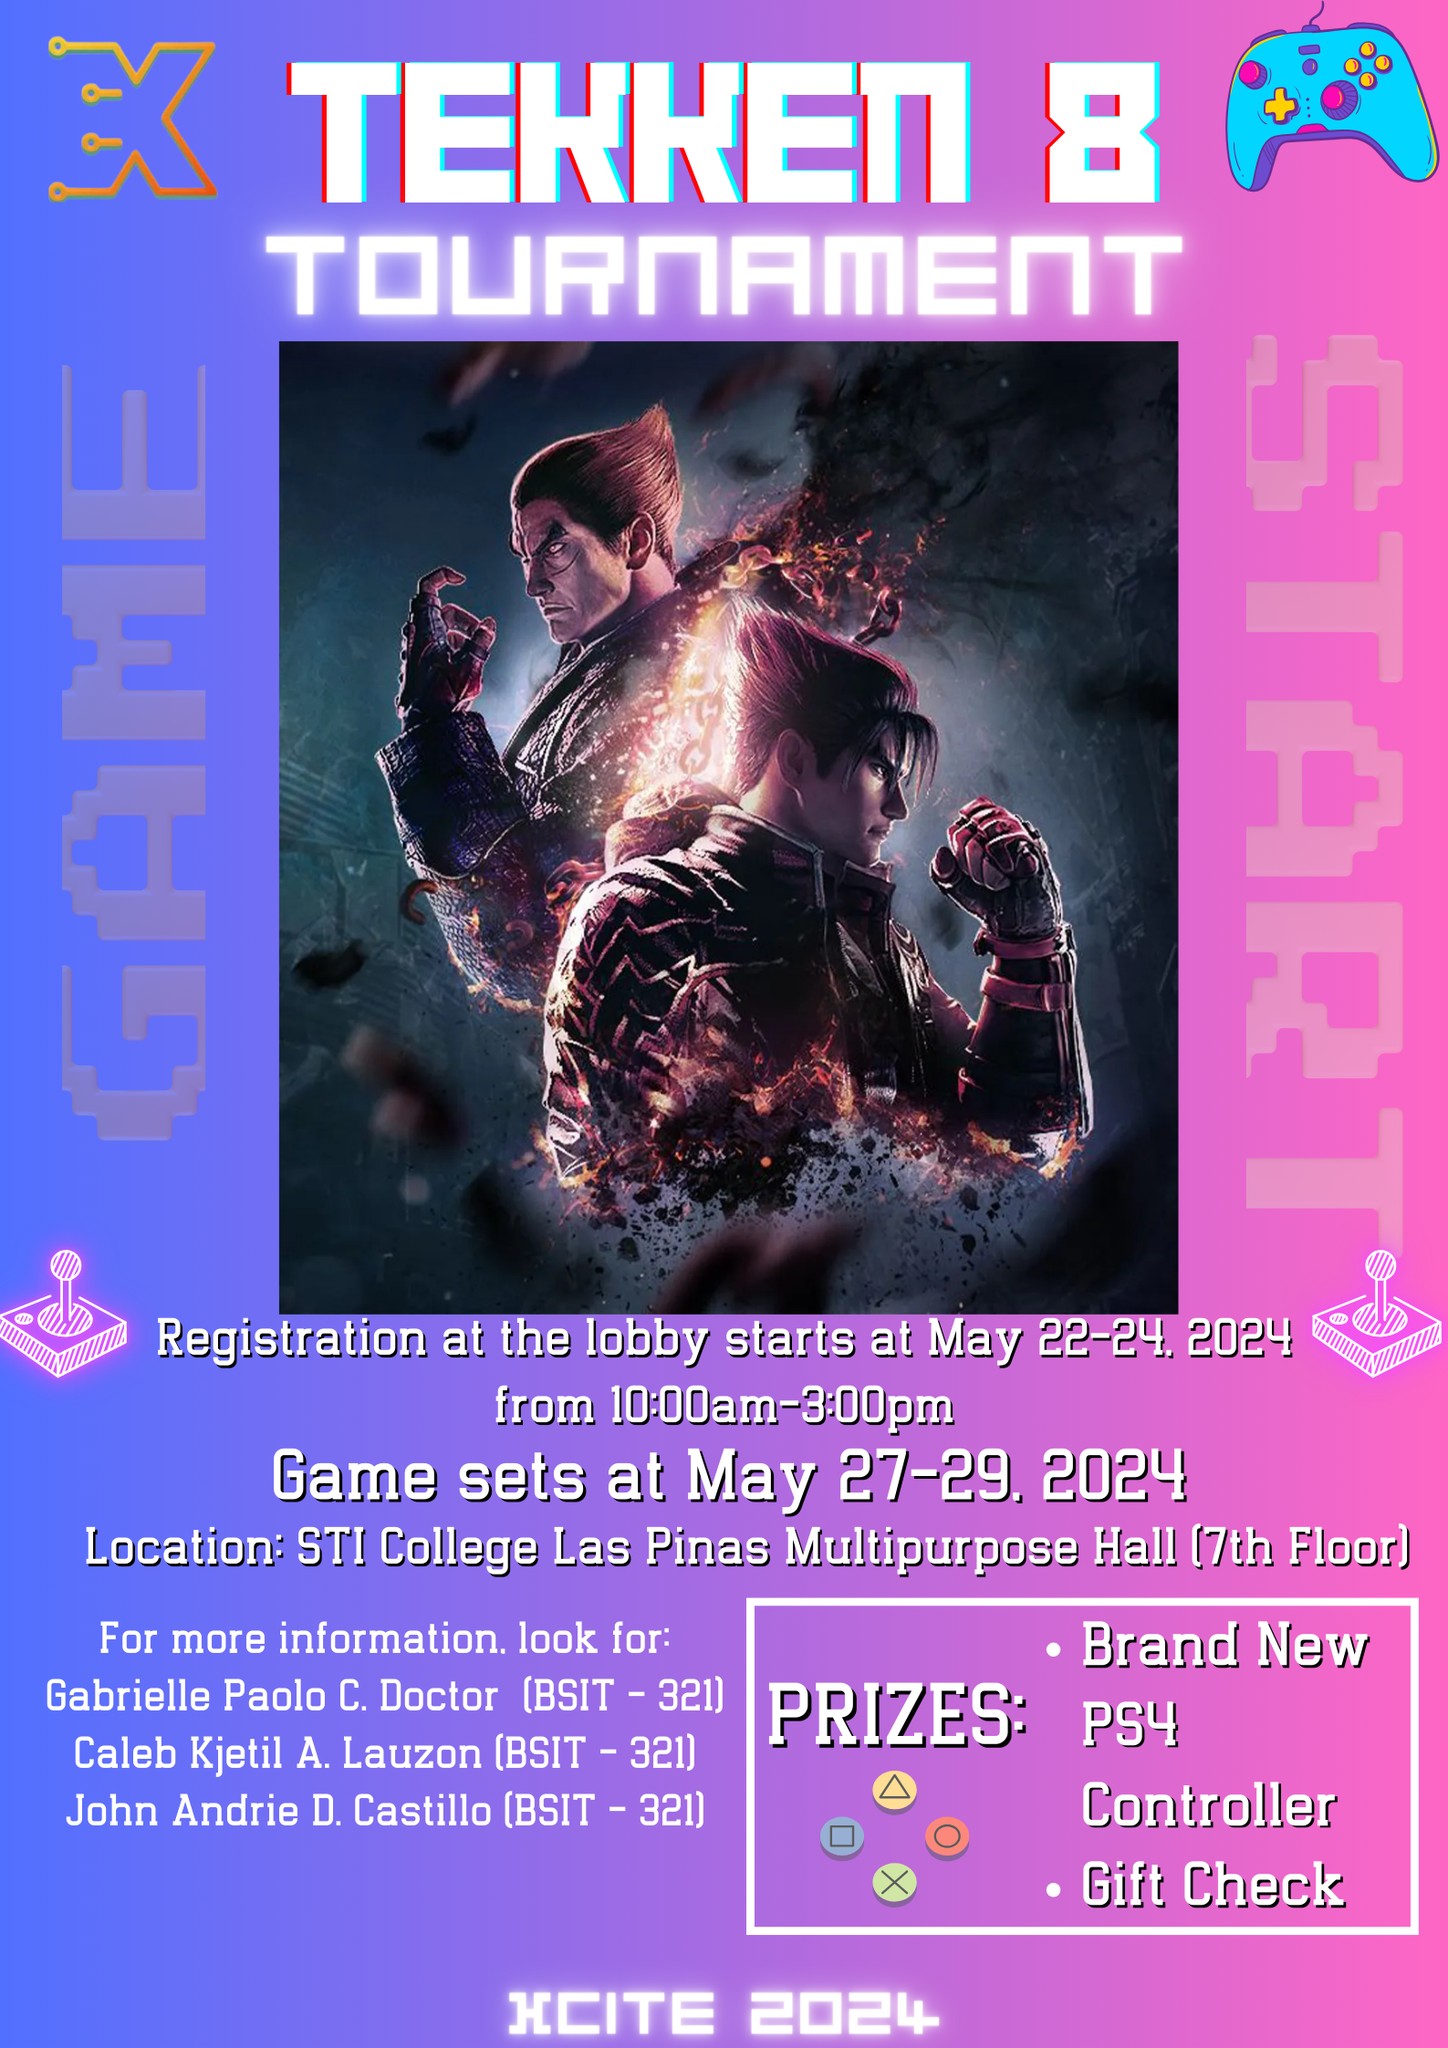 TEKKEN 8
TOURNAMENT
GAME
START
Registration at the lobby starts at May 22-24, 2024
from 10:00am-3:00pm
Game sets at May 27-29, 2024
Location: STI College Las Pinas Multipurpose Hall (7th Floor)
For more information, look for:
Gabrielle Paolo C. Doctor (BSIT - 321)
Caleb Kjetil A. Lauzon (BSIT - 321)
John Andrie D. Castillo (BSIT - 321)
PRIZES:
• Brand New
PS4
Controller
• Gift Check
XCITE 2024